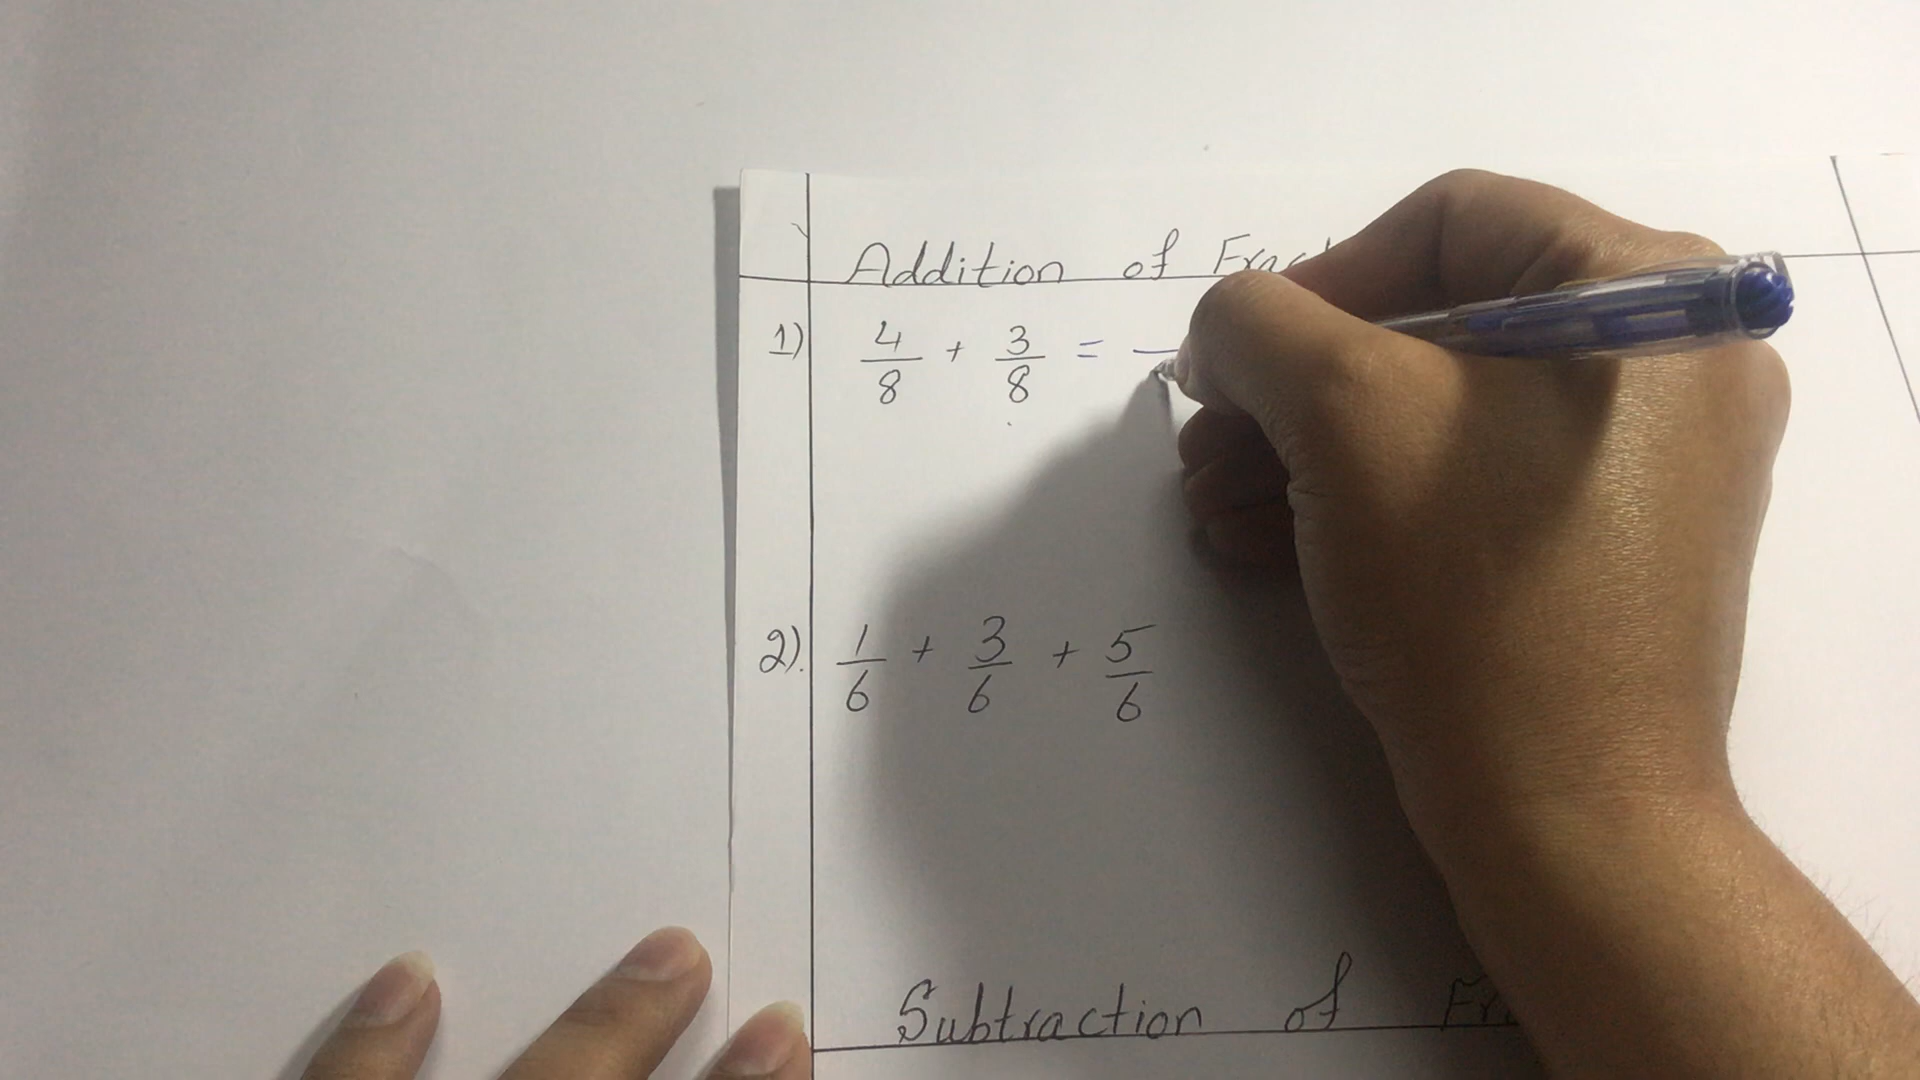 Addition of
1) 4/8 + 3/8 =
2). 1/6 + 3/6 + 5/6
Subtraction of